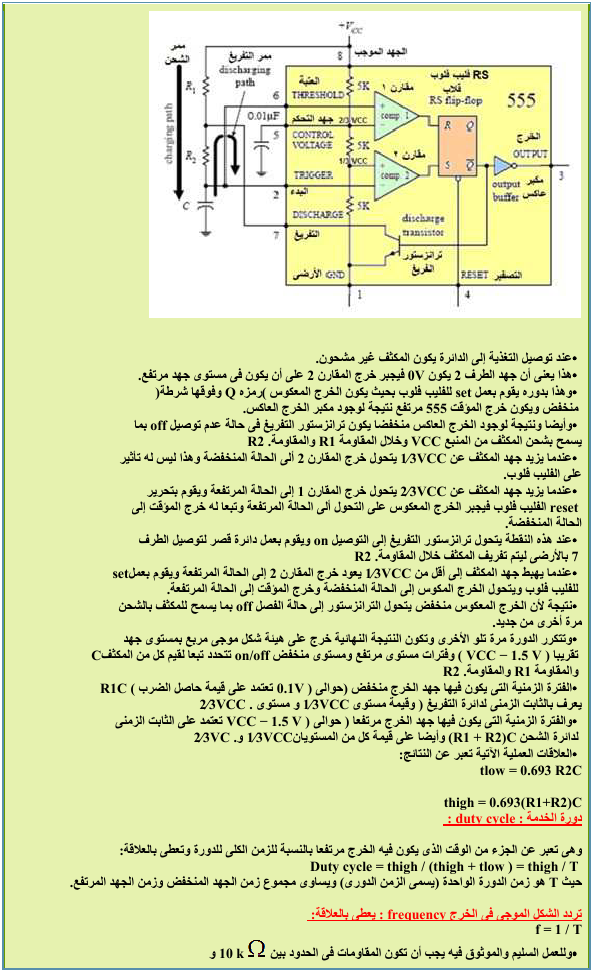 +Vcc
الجهد الموجب
8
ممر الشحن
ممر التفريغ
discharging path
charging path
R1
R2
C
0.01µF
العتبة
THRESHOLD
6
5K
مقارن ١
comp. 1
RS قليب قلوب
قلاب
RS flip-flop
555
جهد التحكم
2/3 VCC
5
CONTROL VOLTAGE
5K
1/3 VCC
مقارن ٢
comp. 2
R
Q
S
Q
الخرج
OUTPUT
3
output buffer
مكبر عاكس
TRIGGER
2
البدء
5K
DISCHARGE
7
التفريغ
discharge transistor
ترانزستور الفريغ
الأرضى GND
RESET التصفير
1
4
•عند توصيل التغذية إلى الدائرة يكون المكثف غير مشحون.
•هذا يعنى أن جهد الطرف 2 يكون 0V فيجبر خرج المقارن 2 على أن يكون فى مستوى جهد مرتفع.
•وهذا بدوره يقوم بعمل set للقليب قلوب بحيث يكون الخرج المعكوس )رمزه Q وفوقها شرطة(
منخفض ويكون خرج المؤقت 555 مرتفع نتيجة لوجود مكبر الخرج العاكس.
•وأيضا ونتيجة لوجود الخرج العاكس منخفضا يكون ترانزستور التفريغ فى حالة عدم توصيل off بما
يسمح بشحن المكثف من المنبع VCC وخلال المقاومة R1 والمقاومة. R2
•عندما يزيد جهد المكثف عن 1⁄3VCC يتحول خرج المقارن 2 ألى الحالة المنخفضة وهذا ليس له تأثير
على القليب قلوب.
•عندما يزيد جهد المكثف عن 2⁄3VCC يتحول خرج المقارن 1 إلى الحالة المرتفعة ويقوم بتحرير
reset القليب قلوب فيجبر الخرج المعكوس على التحول ألى الحالة المرتفعة وتبعا له خرج المؤقت إلى
الحالة المنخفضة.
•عند هذه النقطة يتحول ترانزستور التفريغ إلى التوصيل on ويقوم بعمل دائرة قصر لتوصيل الطرف
7 بالأرضى ليتم تفريف المكثف خلال المقاومة. R2
•عندما يهبط جهد المكثف إلى أقل من 1⁄3VCC يعود خرج المقارن 2 إلى الحالة المرتفعة ويقوم بعملset
للقليب قلوب ويتحول الخرج المكوس إلى الحالة المنخفضة وخرج المؤقت إلى الحالة المرتفعة.
•نتيجة لأن الخرج المعكوس منخفض يتحول الترانزستور إلى حالة الفصل off بما يسمح للمكثف بالشحن
مرة أخرى من جديد.
•وتتكرر الدورة مرة تلو الأخرى وتكون النتيجة النهائية خرج على هيئة شكل موجى مربع بمستوى جهد
تقريبا ( VCC – 1.5 V ) وفترات مستوى مرتفع ومستوى منخفض on/off تتحدد تبعا لقيم كل من المكثفC
والمقاومة R1 والمقاومة. R2
•الفترة الزمنية التى يكون فيها جهد الخرج منخفض (حوالى ( 0.1V تعتمد على قيمة حاصل الضرب ( R1C
يعرف بالثابت الزمنى لدائرة التفريغ ( وقيمة مستوى 1⁄3VCC و مستوى . 2⁄3VCC
•والفترة الزمنية التى يكون فيها جهد الخرج مرتفعا ( حوالى ( VCC – 1.5 V تعتمد على الثابت الزمنى
لدائرة الشحن R1 + R2)C) وأيضا على قيمة كل من المستويان1⁄3VCC و. 2⁄3VC
•العلاقات العملية الآتية تعبر عن النتائج:
tlow = 0.693 R2C
thigh = 0.693(R1+R2)C
دورة الخدمة : duty cycle :
وهى تعبر عن الجزء من الوقت الذى يكون فيه الخرج مرتفعا بالنسبة للزمن الكلى للدورة وتعطى بالعلاقة:
Duty cycle = thigh / (thigh + tlow ) = thigh / T
حيث T هو زمن الدورة الواحدة (يسمى الزمن الدورى) ويساوى مجموع زمن الجهد المنخفض وزمن الجهد المرتفع.
تردد الشكل الموجى فى الخرج frequency : يعطى بالعلاقة:
f = 1 / T
•وللعمل السليم والموثوق فيه يجب أن تكون المقاومات فى الحدود بين 10 k Ω و